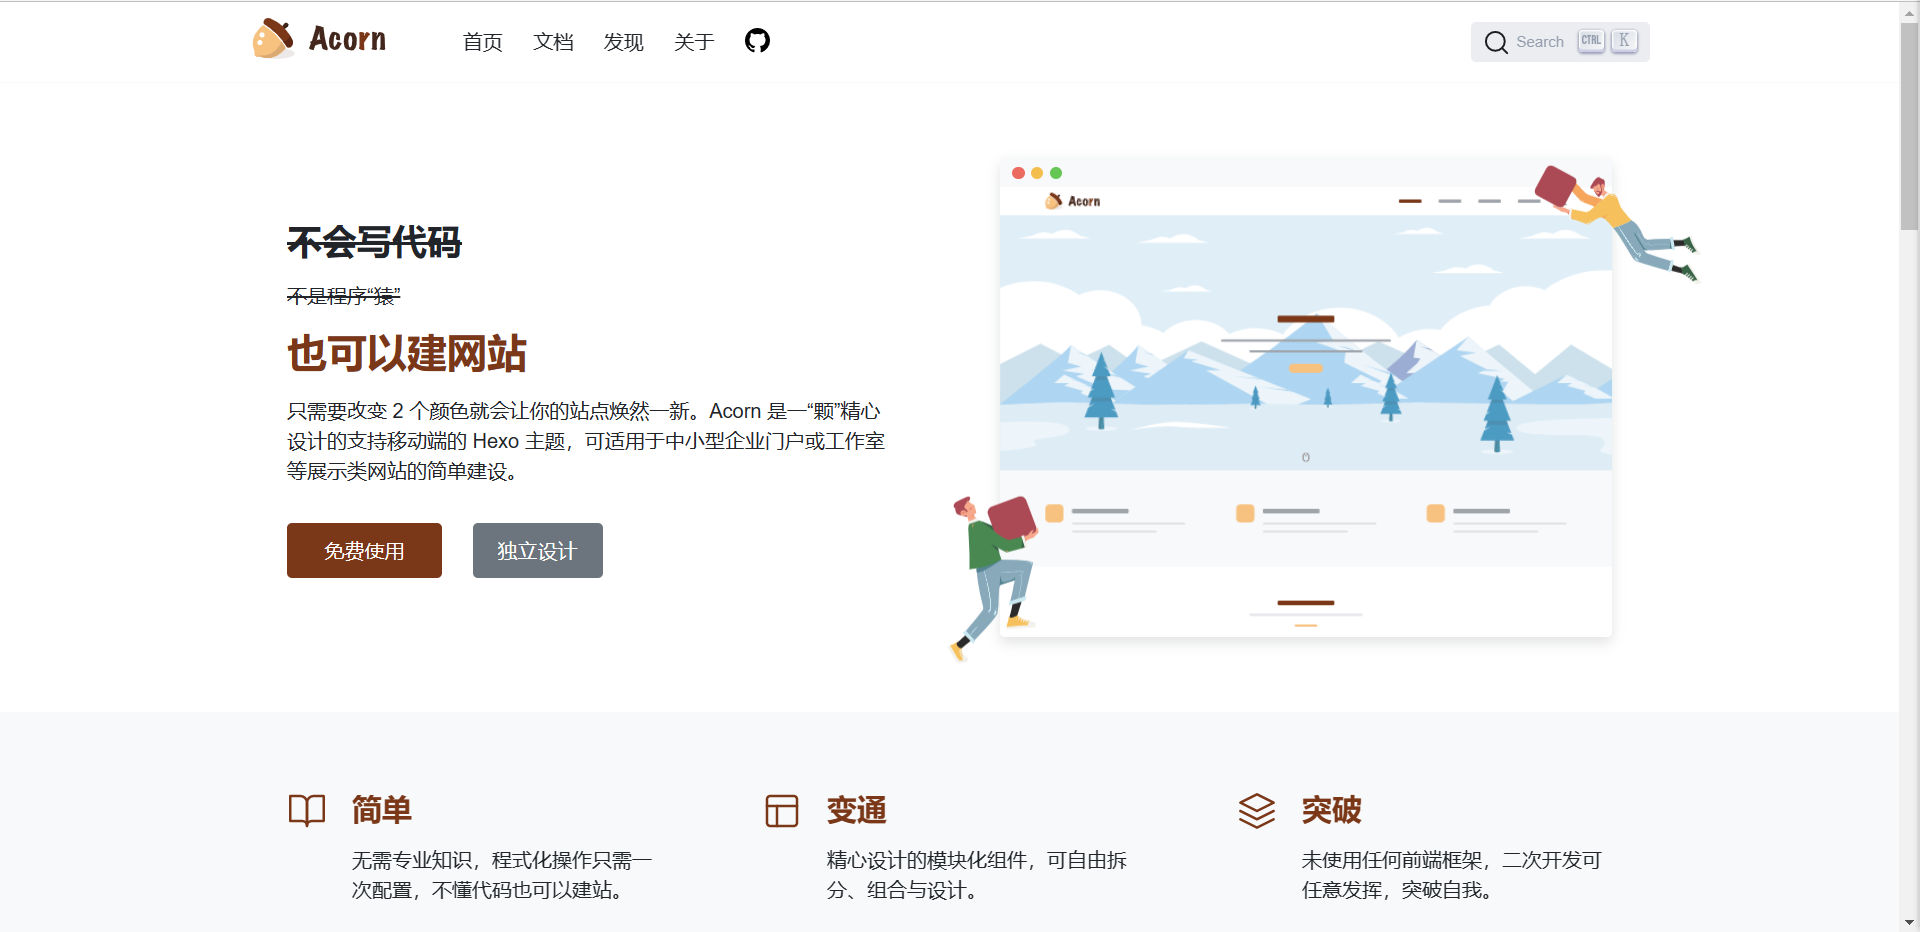 Acorn
首页 文档 发现 关于
Search CTRL K
不会写代码
不是程序“猿”
也可以建网站
只需要改变 2 个颜色就会让你的站点焕然一新。Acorn 是一“颗”精心
设计的支持移动端的 Hexo 主题，可适用于中小型企业门户或工作室
等展示类网站的简单建设。
免费使用 独立设计
Acorn
简单
无需专业知识，程式化操作只需一
次配置，不懂代码也可以建站。
变通
精心设计的模块化组件，可自由拆
分、组合与设计。
突破
未使用任何前端框架，二次开发可
任意发挥，突破自我。